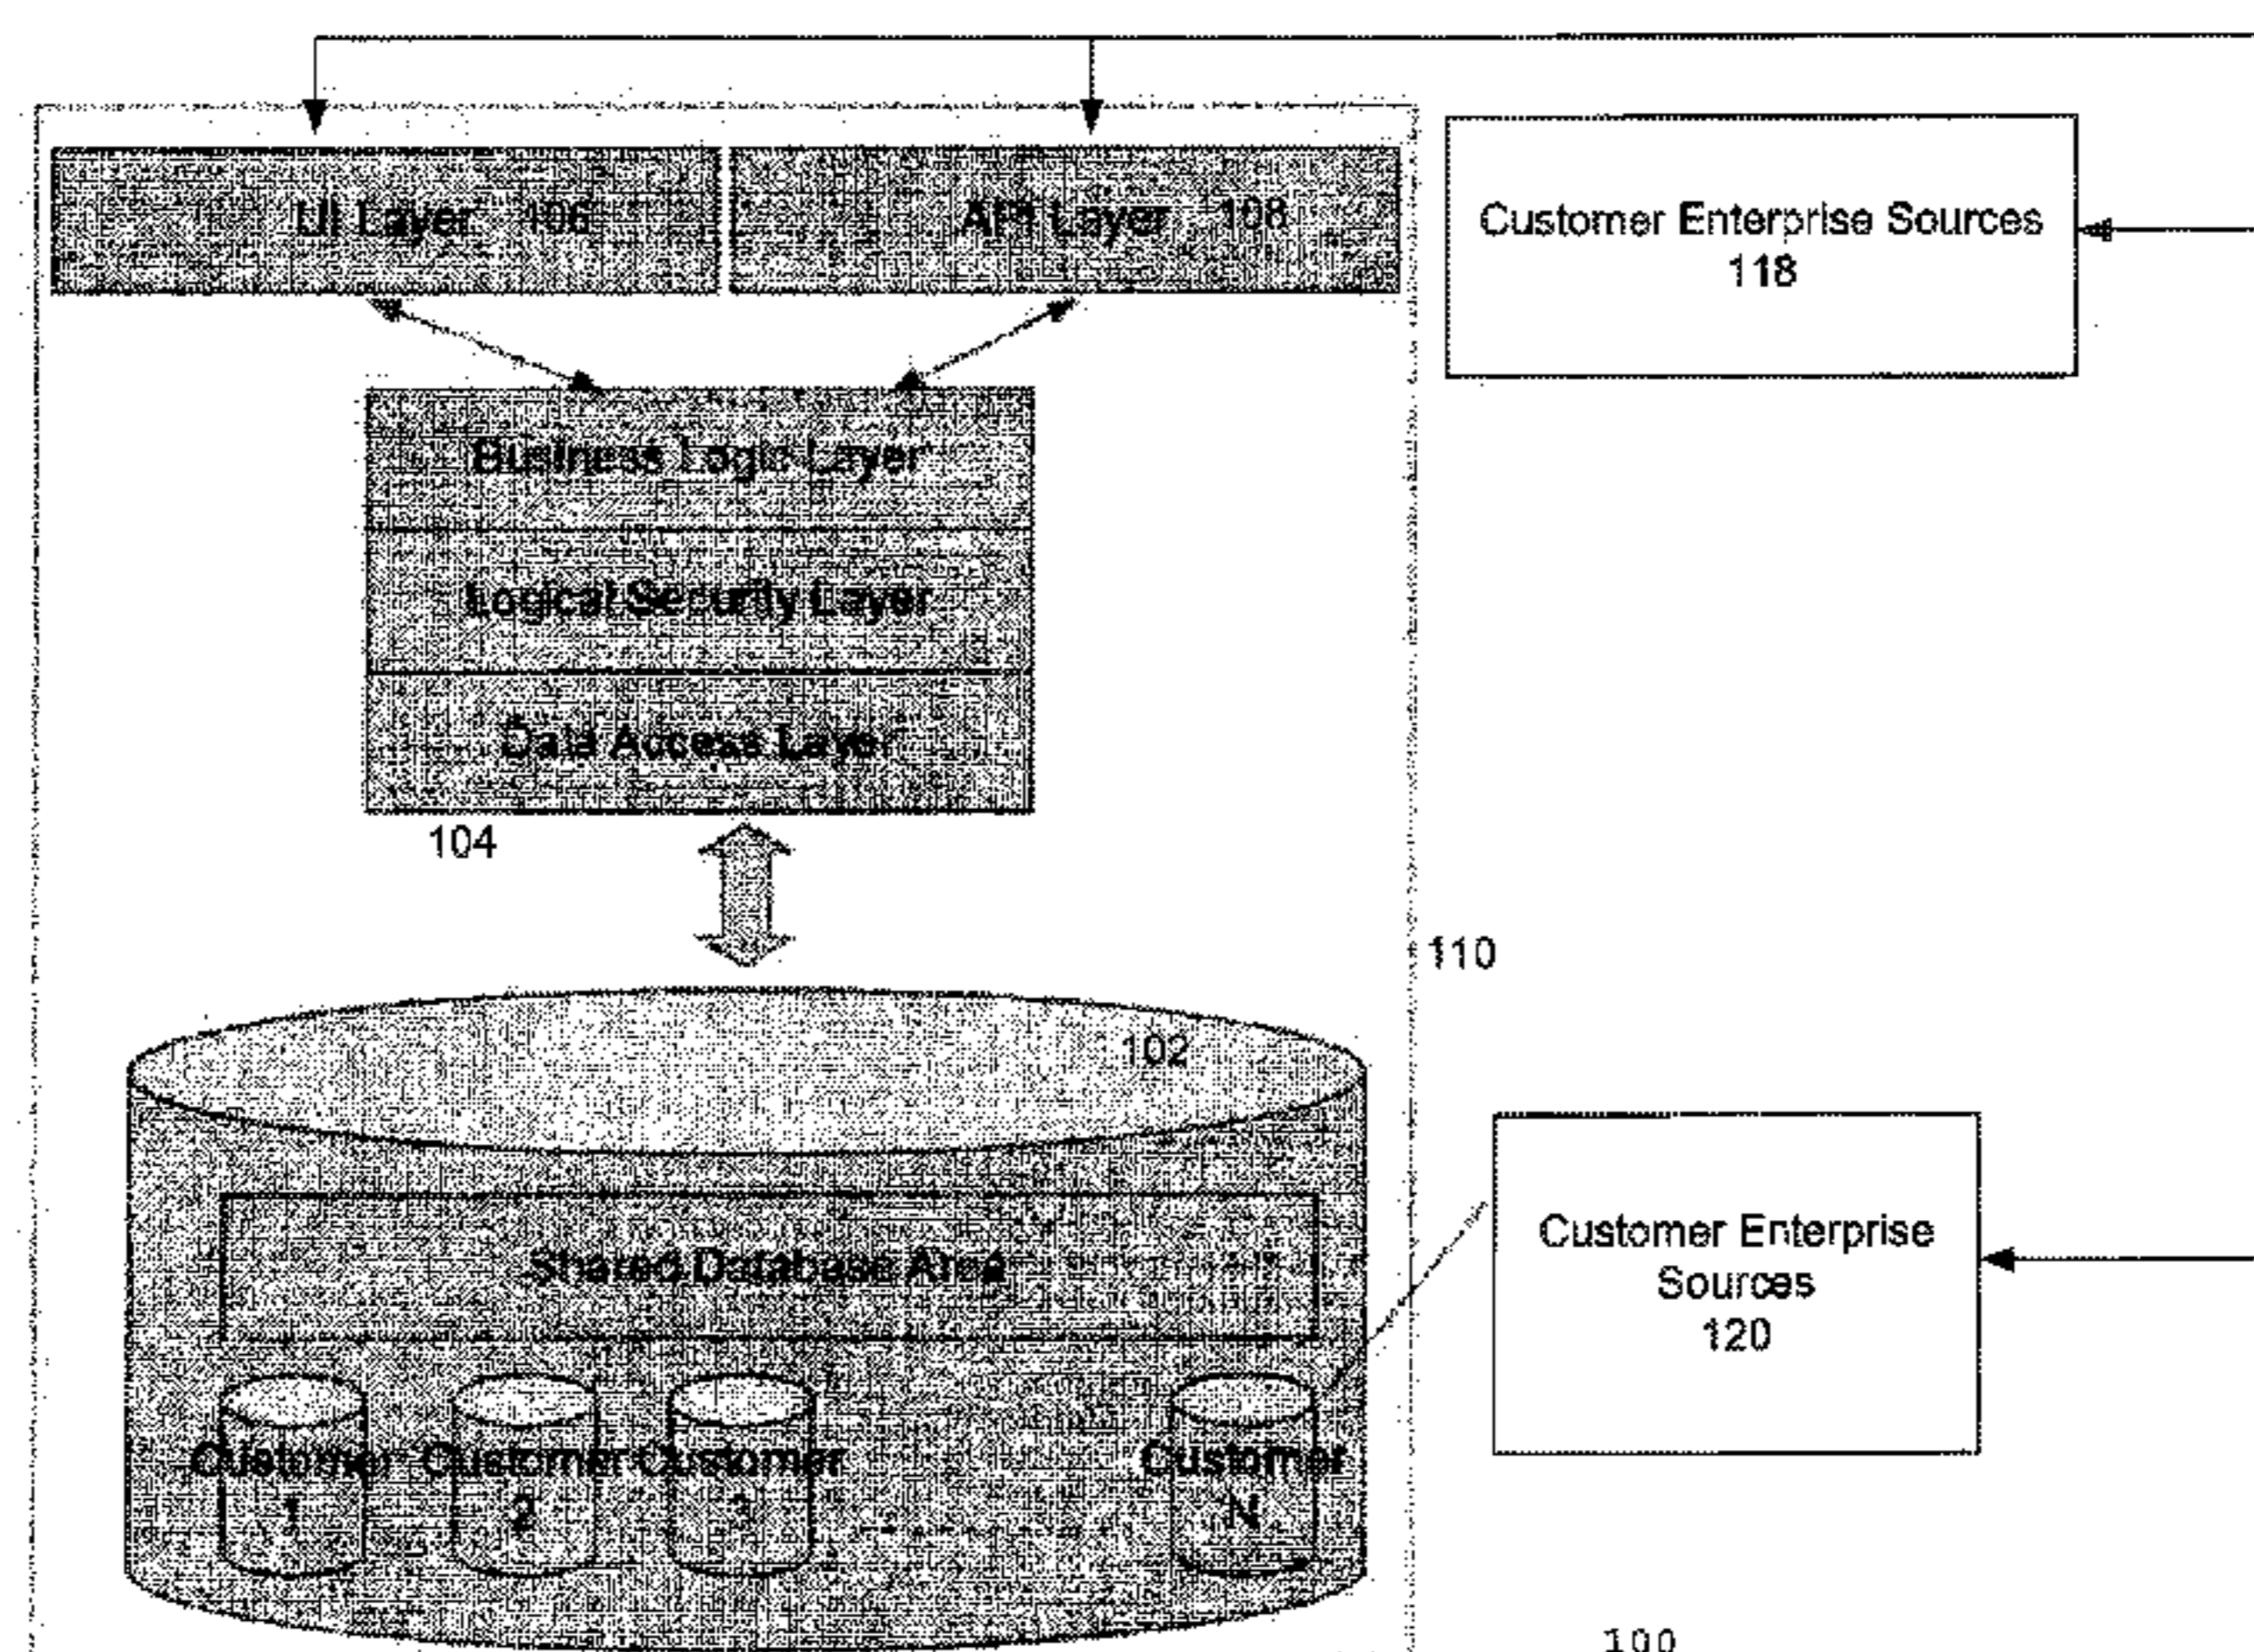 UI Layer 106
API Layer 108
Customer Enterprise Sources
118
Business Logic Layer
Logical Security Layer
Data Access Layer
104
110
102
Customer Enterprise
Sources
120
Shared Database Area
Customer
1
Customer
2
Customer
3
Customer
N
100